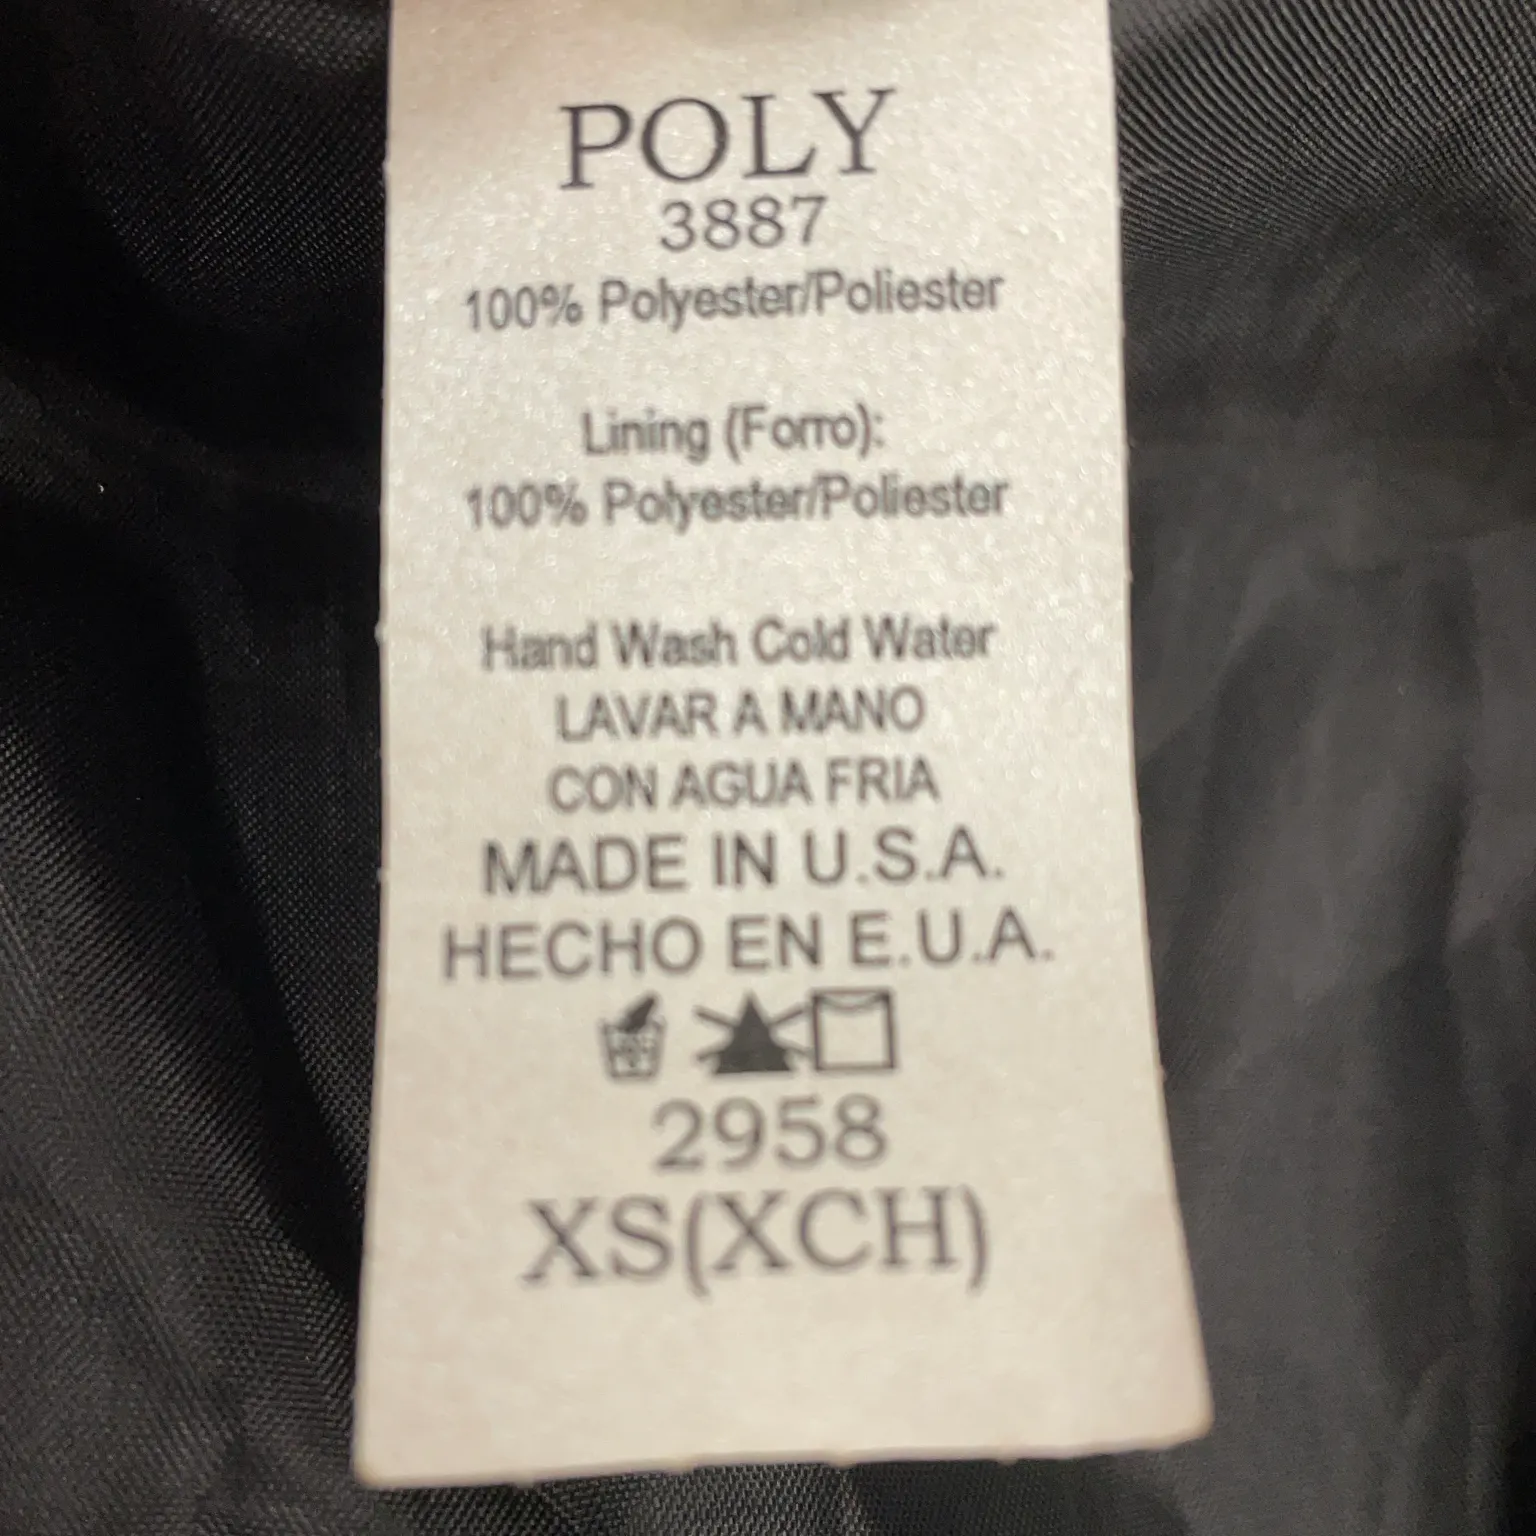 POLY
3887
100% Polyester/Poliester
Lining (Forro):
100% Polyester/Poliester
Hand Wash Cold Water
LAVAR A MANO
CON AGUA FRIA
MADE IN U.S.A.
HECHO EN E.U.A.
2958
XS(XCH)